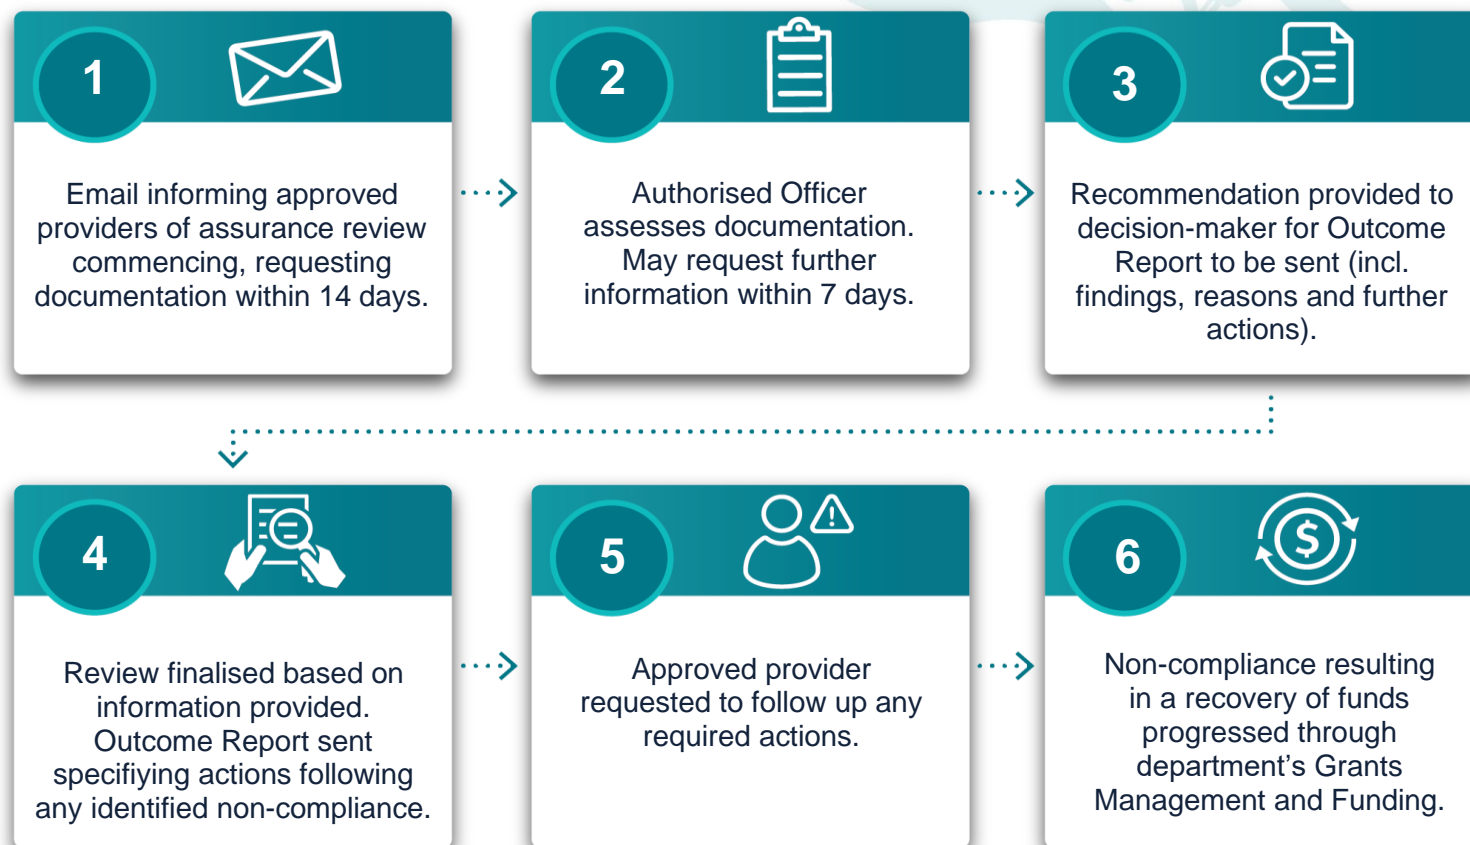 1
Email informing approved
providers of assurance review
commencing, requesting
documentation within 14 days.
2
Authorised Officer
assesses documentation.
May request further
information within 7 days.
3
Recommendation provided to
decision-maker for Outcome
Report to be sent (incl.
findings, reasons and further
actions).
4
Review finalised based on
information provided.
Outcome Report sent
specifiying actions following
any identified non-compliance.
5
Approved provider
requested to follow up any
required actions.
6
$
Non-compliance resulting
in a recovery of funds
progressed through
department’s Grants
Management and Funding.